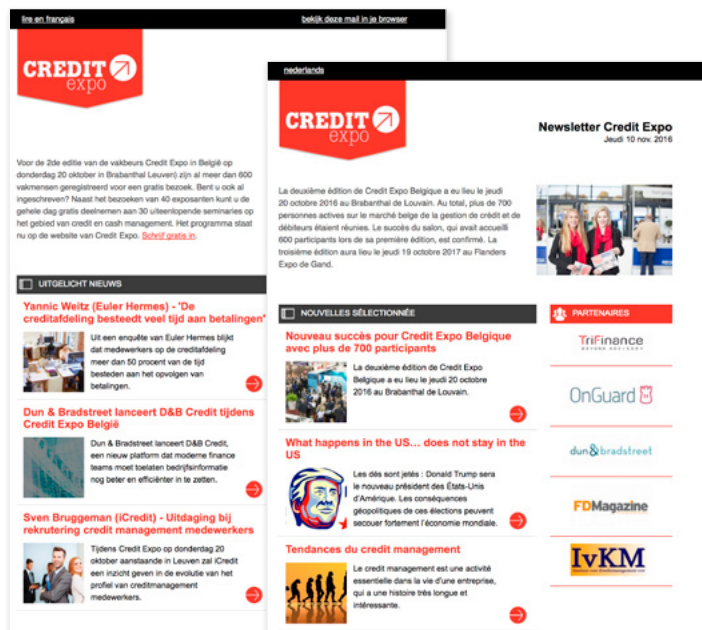 lire en français
bekijk deze mail in je browser
CREDIT
expo
Voor de 2de editie van de vakbeurs Credit Expo in België op
donderdag 20 oktober in Brabanthal Leuven) zijn al meer dan 600
vakmensen geregistreerd voor een gratis bezoek. Bent u ook al
ingeschreven? Naast het bezoeken van 40 exposanten kunt u de
gehele dag gratis deelnemen aan 30 uiteenlopende seminaries op
het gebied van credit en cash management. Het programma staat
nu op de website van Credit Expo. Schrijf gratis in.
UITGELICHT NIEUWS
Yannic Weitz (Euler Hermes) - 'De
creditafdeling besteedt veel tijd aan betalingen'
Uit een enquête van Euler Hermes blijkt
dat medewerkers op de creditafdeling
meer dan 50 procent van de tijd
besteden aan het opvolgen van
betalingen.
Dun & Bradstreet lanceert D&B Credit tijdens
Credit Expo België
Dun & Bradstreet lanceert D&B Credit,
een nieuw platform dat moderne finance
teams moet toelaten bedrijfsinformatie
nog beter en efficiënter in te zetten.
Sven Bruggeman (iCredit) - Uitdaging bij
rekrutering credit management medewerkers
Tijdens Credit Expo op donderdag 20
oktober aanstaande in Leuven zal iCredit
een inzicht geven in de evolutie van het
profiel van creditmanagement
medewerkers.
nederlands
CREDIT
expo
Newsletter Credit Expo
Jeudi 10 nov. 2016
La deuxième édition de Credit Expo Belgique a eu lieu le jeudi
20 octobre 2016 au Brabanthal de Louvain. Au total, plus de 700
personnes actives sur le marché belge de la gestion de crédit et de
débiteurs étaient réunies. Le succès du salon, qui avait accueilli
600 participants lors de sa première édition, est confirmé. La
troisième édition aura lieu le jeudi 19 octobre 2017 au Flanders
Expo de Gand.
NOUVELLES SÉLECTIONNÉE
Nouveau succès pour Credit Expo Belgique
avec plus de 700 participants
La deuxième édition de Credit Expo
Belgique a eu lieu le jeudi 20 octobre
2016 au Brabanthal de Louvain.
What happens in the US… does not stay in the
US
Les dés sont jetés : Donald Trump sera
le nouveau président des États-Unis
d'Amérique. Les conséquences
géopolitiques de ces élections peuvent
secouer fortement l'économie mondiale.
Tendances du credit management
Le credit management est une activité
essentielle dans la vie d'une entreprise,
qui a une histoire très longue et
intéressante.
PARTENAIRES
TriFinance
BEYOND ADVISORY
OnGuard
dun & bradstreet
FDMagazine
IvKM